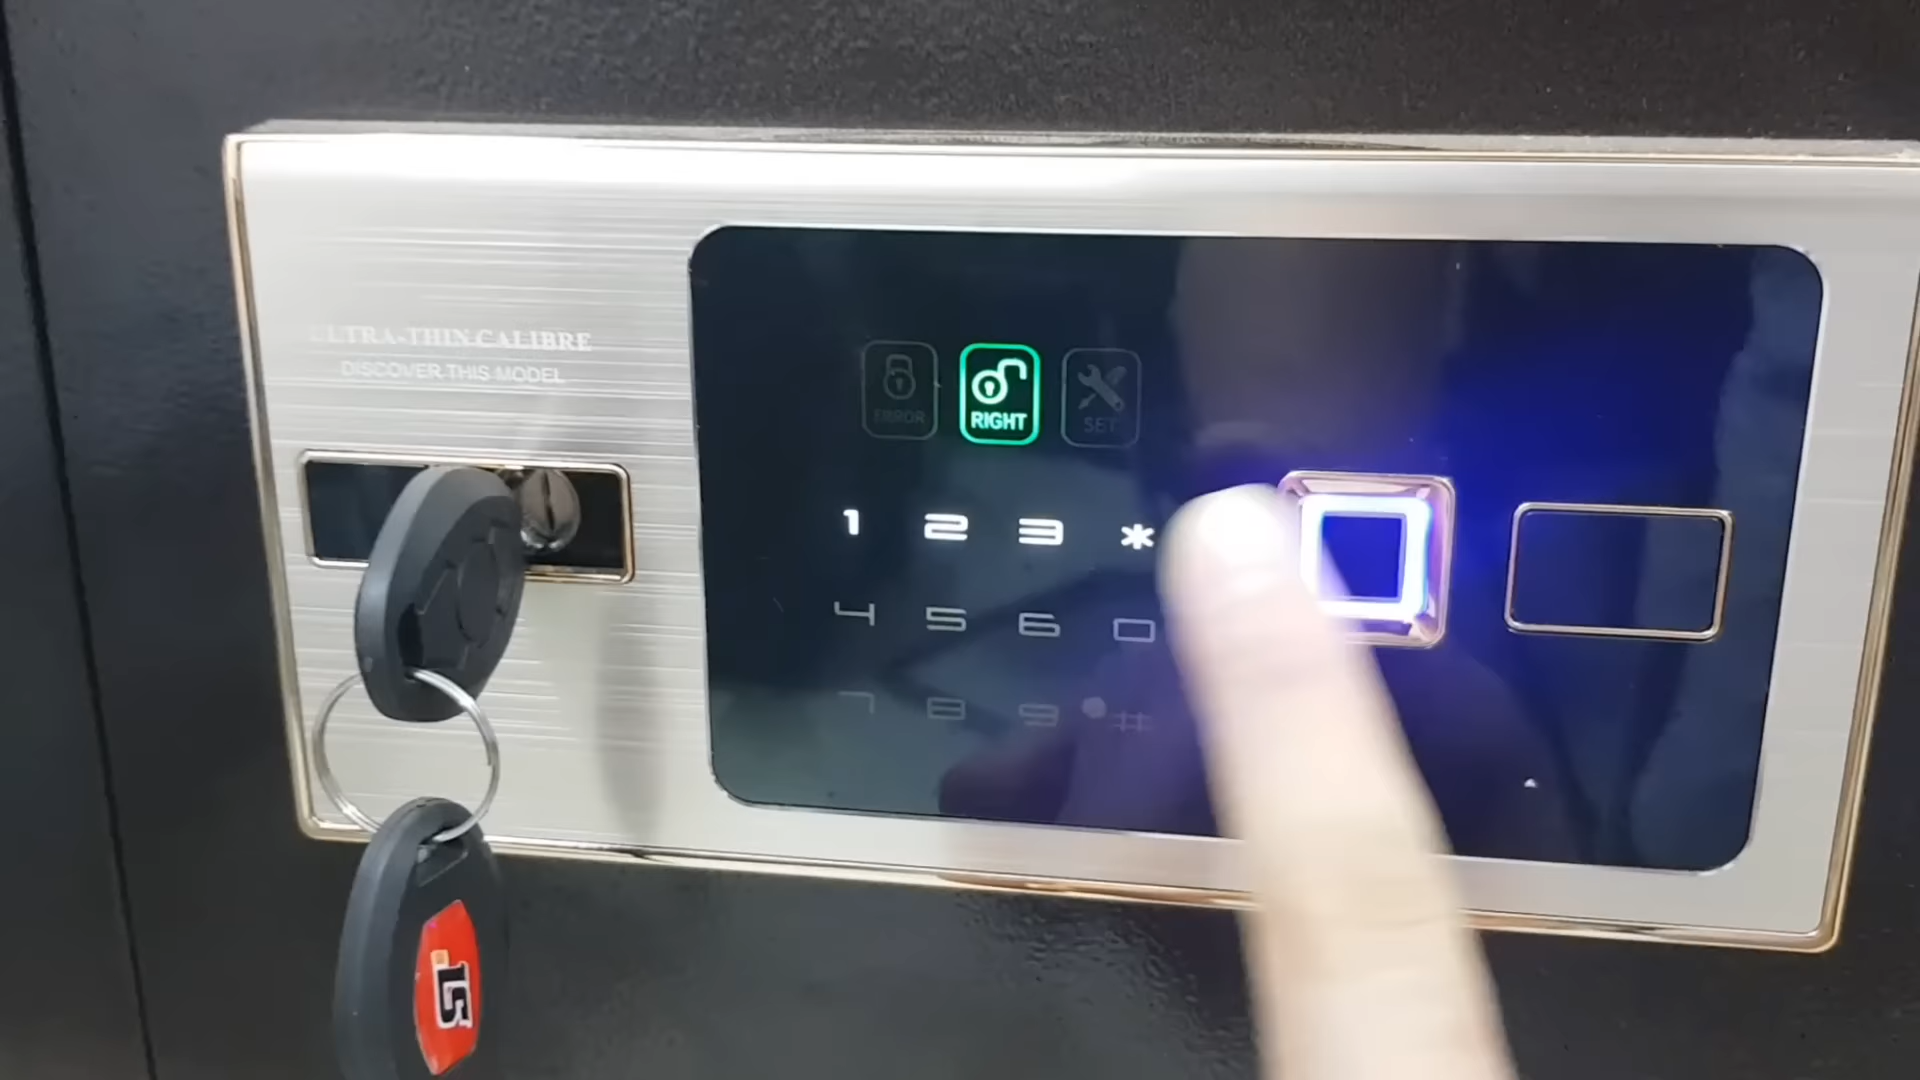 ULTRA-THIN CALIBRE
DISCOVER THIS MODEL
ERROR RIGHT SET
1 2 3 *
4 5 6 0
7 8 9 #